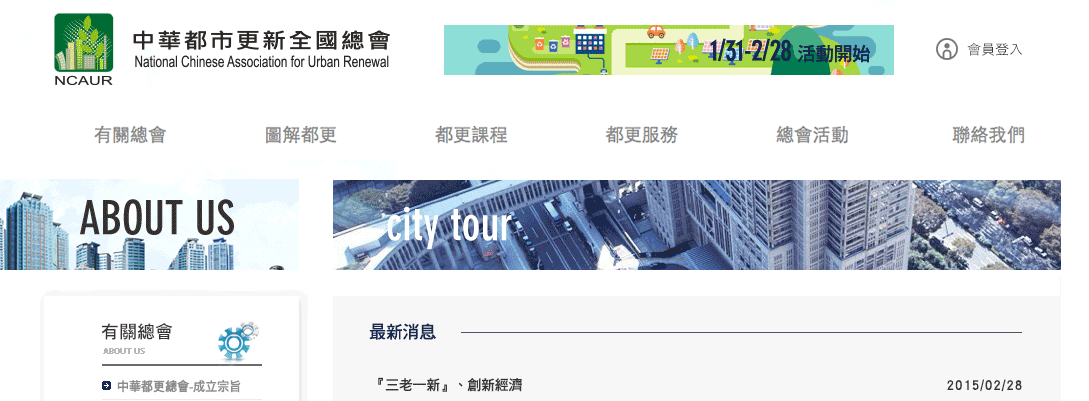 中華都市更新全國總會
National Chinese Association for Urban Renewal
NCAUR
1/31-2/28 活動開始
會員登入
有關總會 圖解都更 都更課程 都更服務 總會活動 聯絡我們
ABOUT US
city tour
有關總會
ABOUT US
最新消息
中華都更總會-成立宗旨
『三老一新』、創新經濟 2015/02/28